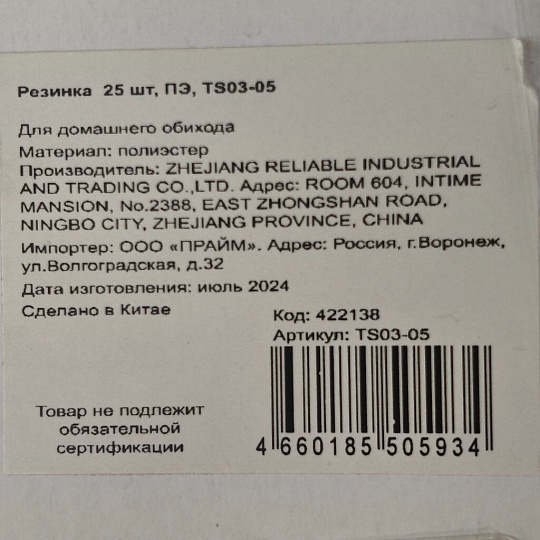 Резинка 25 шт, ПЭ, TS03-05
Для домашнего обихода
Материал: полиэстер
Производитель: ZHEJIANG RELIABLE INDUSTRIAL
AND TRADING CO.,LTD. Адрес: ROOM 604, INTIME
MANSION, No.2388, EAST ZHONGSHAN ROAD,
NINGBO CITY, ZHEJIANG PROVINCE, CHINA
Импортер: ООО «ПРАЙМ». Адрес: Россия, г.Воронеж,
ул.Волгоградская, д.32
Дата изготовления: июль 2024
Сделано в Китае
Код: 422138
Артикул: TS03-05
Товар не подлежит
обязательной
сертификации
4 660185 505934